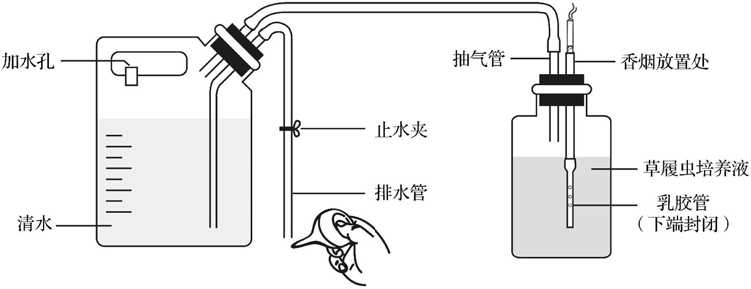 加水孔
抽气管
香烟放置处
止水夹
草履虫培养液
排水管
乳胶管
（下端封闭）
清水